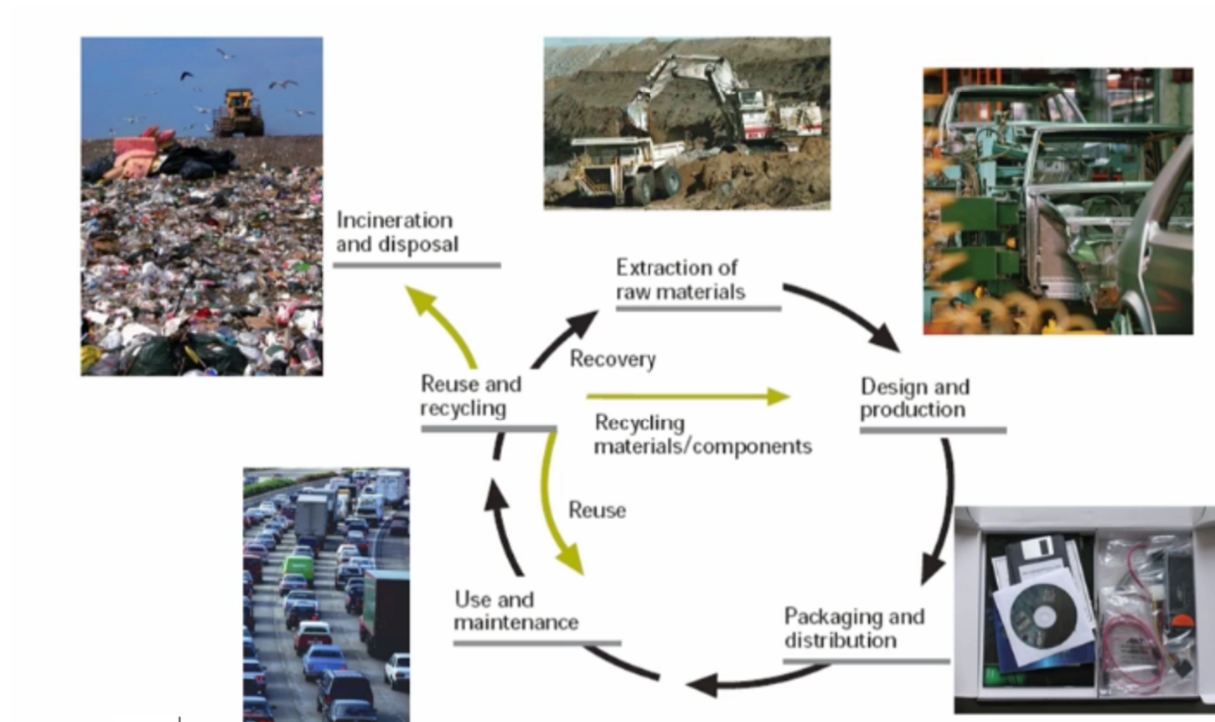 Incineration
and disposal
Extraction of
raw materials
Recovery
Reuse and
recycling
Design and
production
Recycling
materials/components
Reuse
Use and
maintenance
Packaging and
distribution